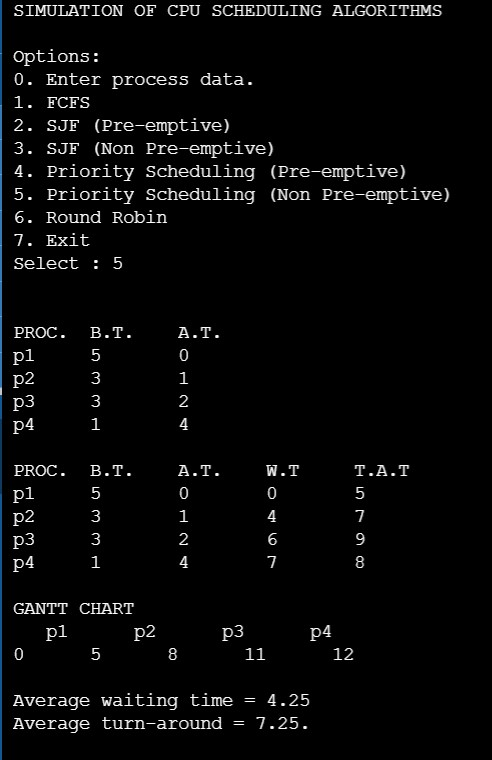 SIMULATION OF CPU SCHEDULING ALGORITHMS
Options:
0. Enter process data.
1. FCFS
2. SJF (Pre-emptive)
3. SJF (Non Pre-emptive)
4. Priority Scheduling (Pre-emptive)
5. Priority Scheduling (Non Pre-emptive)
6. Round Robin
7. Exit
Select : 5
PROC. B.T. A.T.
p1 5 0
p2 3 1
p3 3 2
p4 1 4
PROC. B.T. A.T. W.T T.A.T
p1 5 0 0 5
p2 3 1 4 7
p3 3 2 6 9
p4 1 4 7 8
GANTT CHART
p1 p2 p3 p4
0 5 8 11 12
Average waiting time = 4.25
Average turn-around = 7.25.